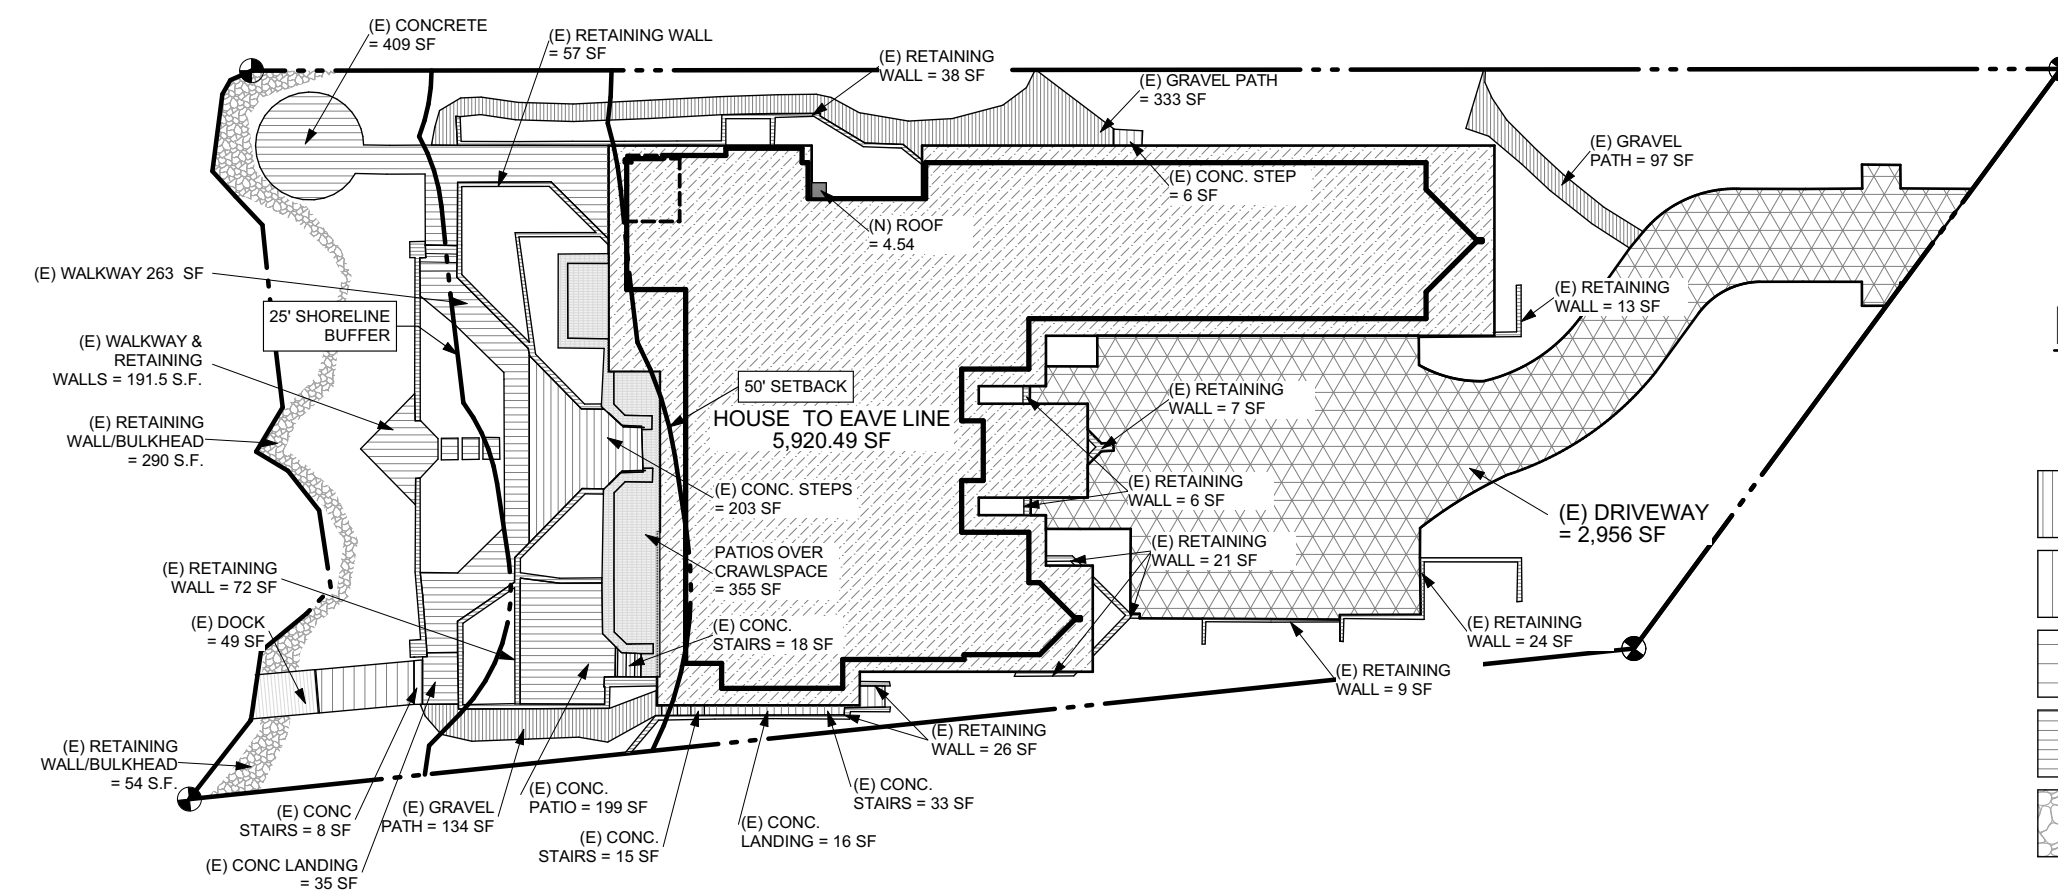 (E) CONCRETE
= 409 SF
(E) RETAINING WALL
= 57 SF
(E) RETAINING
WALL = 38 SF
(E) GRAVEL PATH
= 333 SF
(E) GRAVEL
PATH = 97 SF
(E) CONC. STEP
= 6 SF
(N) ROOF
= 4.54
(E) WALKWAY 263 SF
25' SHORELINE
BUFFER
(E) RETAINING
WALL = 13 SF
(E) WALKWAY &
RETAINING
WALLS = 191.5 S.F.
50' SETBACK
HOUSE TO EAVE LINE
5,920.49 SF
(E) RETAINING
WALL = 7 SF
(E) RETAINING
WALL/BULKHEAD
= 290 S.F.
(E) CONC. STEPS
= 203 SF
(E) RETAINING
WALL = 6 SF
(E) DRIVEWAY
= 2,956 SF
PATIOS OVER
CRAWLSPACE
= 355 SF
(E) RETAINING
WALL = 21 SF
(E) RETAINING
WALL = 72 SF
(E) DOCK
= 49 SF
(E) CONC.
STAIRS = 18 SF
(E) RETAINING
WALL = 24 SF
(E) RETAINING
WALL = 9 SF
(E) RETAINING
WALL = 26 SF
(E) RETAINING
WALL/BULKHEAD
= 54 S.F.
(E) CONC
STAIRS = 8 SF
(E) GRAVEL
PATH = 134 SF
(E) CONC.
PATIO = 199 SF
(E) CONC.
STAIRS = 33 SF
(E) CONC.
STAIRS = 15 SF
(E) CONC.
LANDING = 16 SF
(E) CONC LANDING
= 35 SF